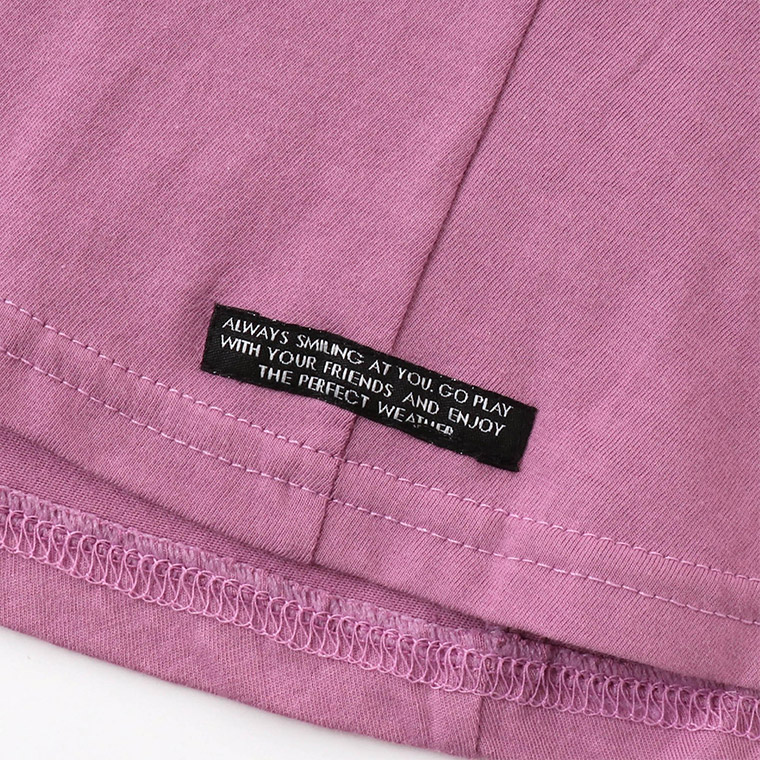 ALWAYS SMILING AT YOU. GO PLAY
WITH YOUR FRIENDS AND ENJOY
THE PERFECT WEATHER